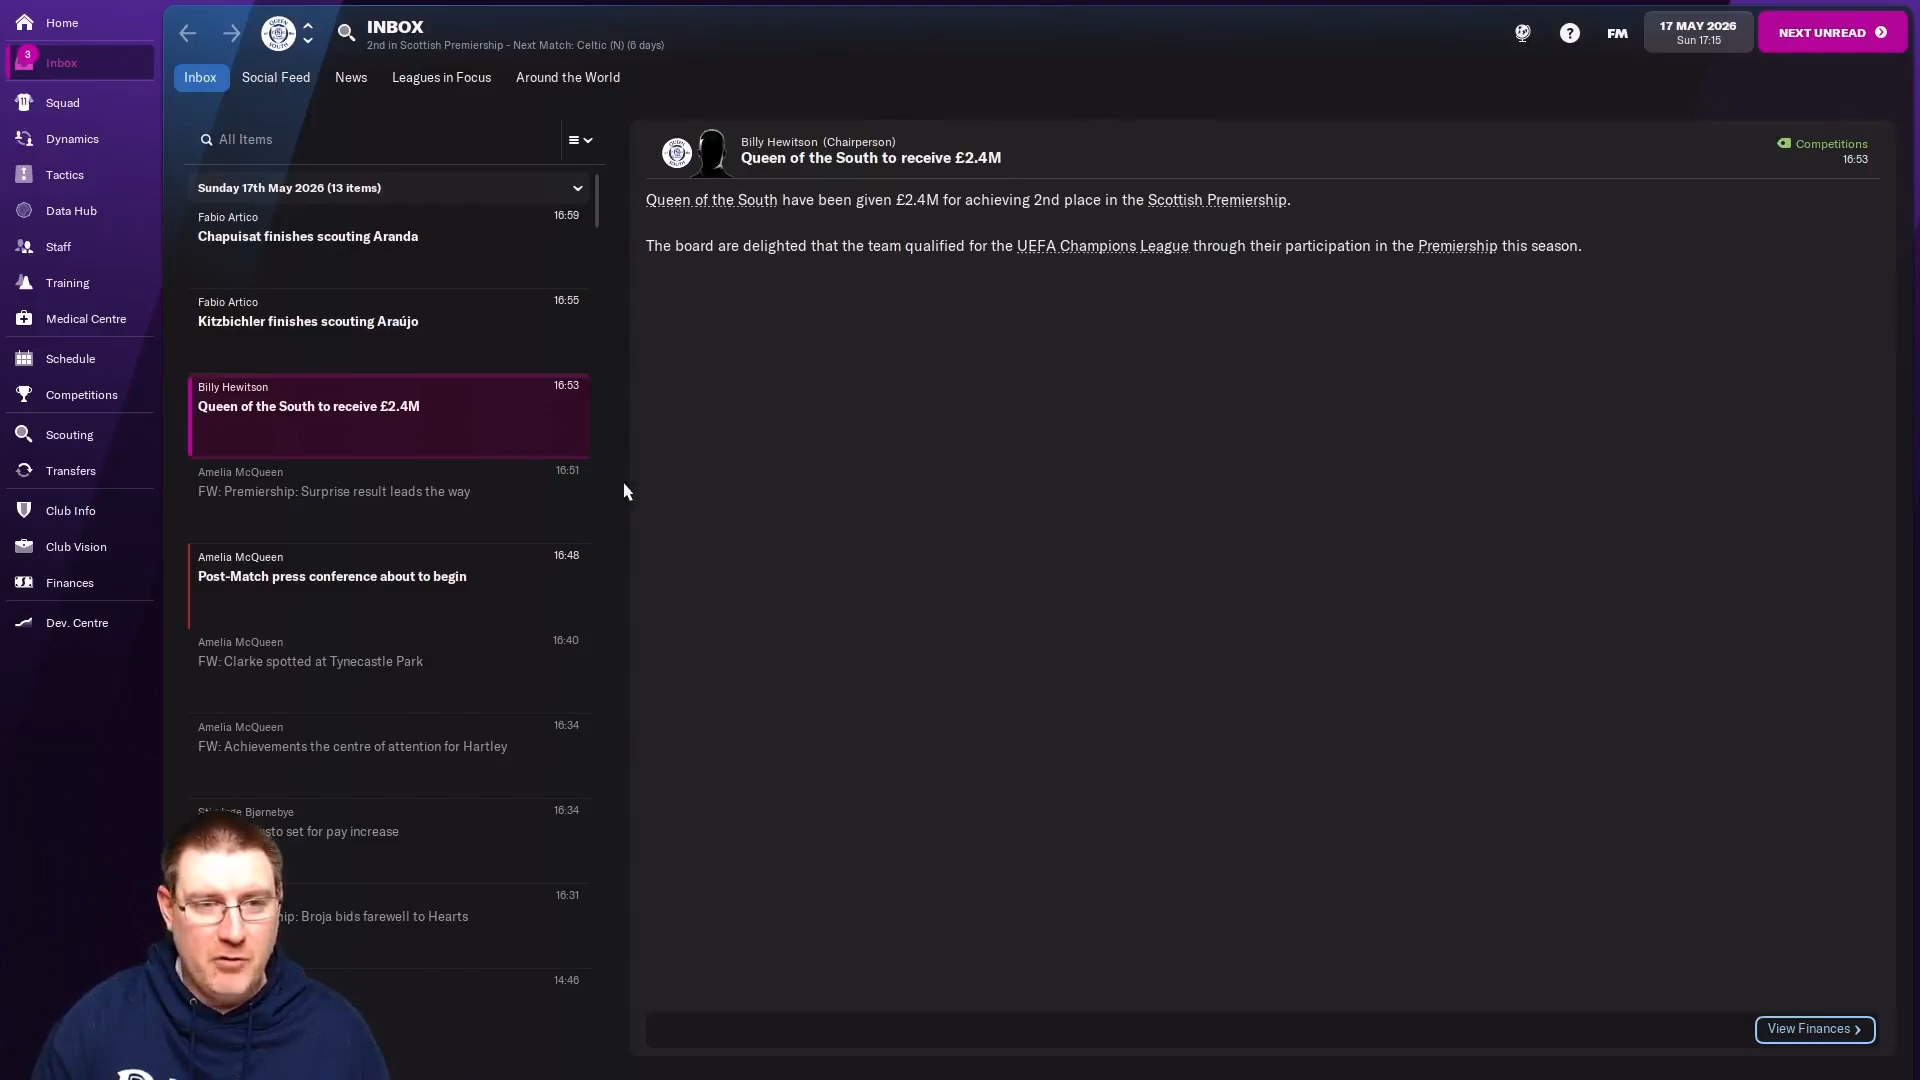 Home
3
Inbox
Squad
Dynamics
Tactics
Data Hub
Staff
Training
Medical Centre
Schedule
Competitions
Scouting
Transfers
Club Info
Club Vision
Finances
Dev. Centre
INBOX
2nd in Scottish Premiership - Next Match: Celtic (N) (6 days)
FM
17 MAY 2026
Sun 17:15
NEXT UNREAD
Inbox
Social Feed
News
Leagues in Focus
Around the World
All Items
Sunday 17th May 2026 (13 items)
Fabio Artico 16:59
Chapuisat finishes scouting Aranda
Fabio Artico 16:55
Kitzbichler finishes scouting Araújo
Billy Hewitson 16:53
Queen of the South to receive £2.4M
Amelia McQueen 16:51
FW: Premiership: Surprise result leads the way
Amelia McQueen 16:48
Post-Match press conference about to begin
Amelia McQueen 16:40
FW: Clarke spotted at Tynecastle Park
Amelia McQueen 16:34
FW: Achievements the centre of attention for Hartley
Bjørnebye 16:34
set for pay increase
16:31
Broja bids farewell to Hearts
14:46
Billy Hewitson (Chairperson)
Queen of the South to receive £2.4M
Competitions
16:53
Queen of the South have been given £2.4M for achieving 2nd place in the Scottish Premiership.
The board are delighted that the team qualified for the UEFA Champions League through their participation in the Premiership this season.
View Finances